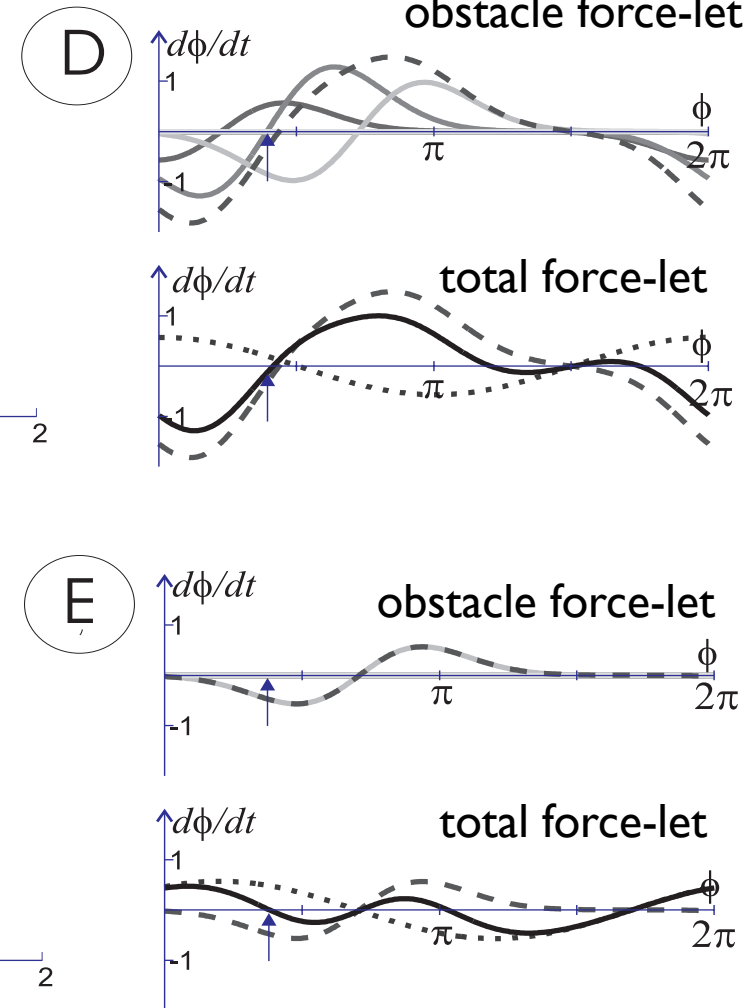 obstacle force-let
D
dϕ/dt
1
ϕ
π
2π
-1
total force-let
dϕ/dt
1
ϕ
π
2π
-1
2
E
obstacle force-let
dϕ/dt
1
ϕ
π
2π
-1
total force-let
dϕ/dt
1
ϕ
π
2π
-1
2